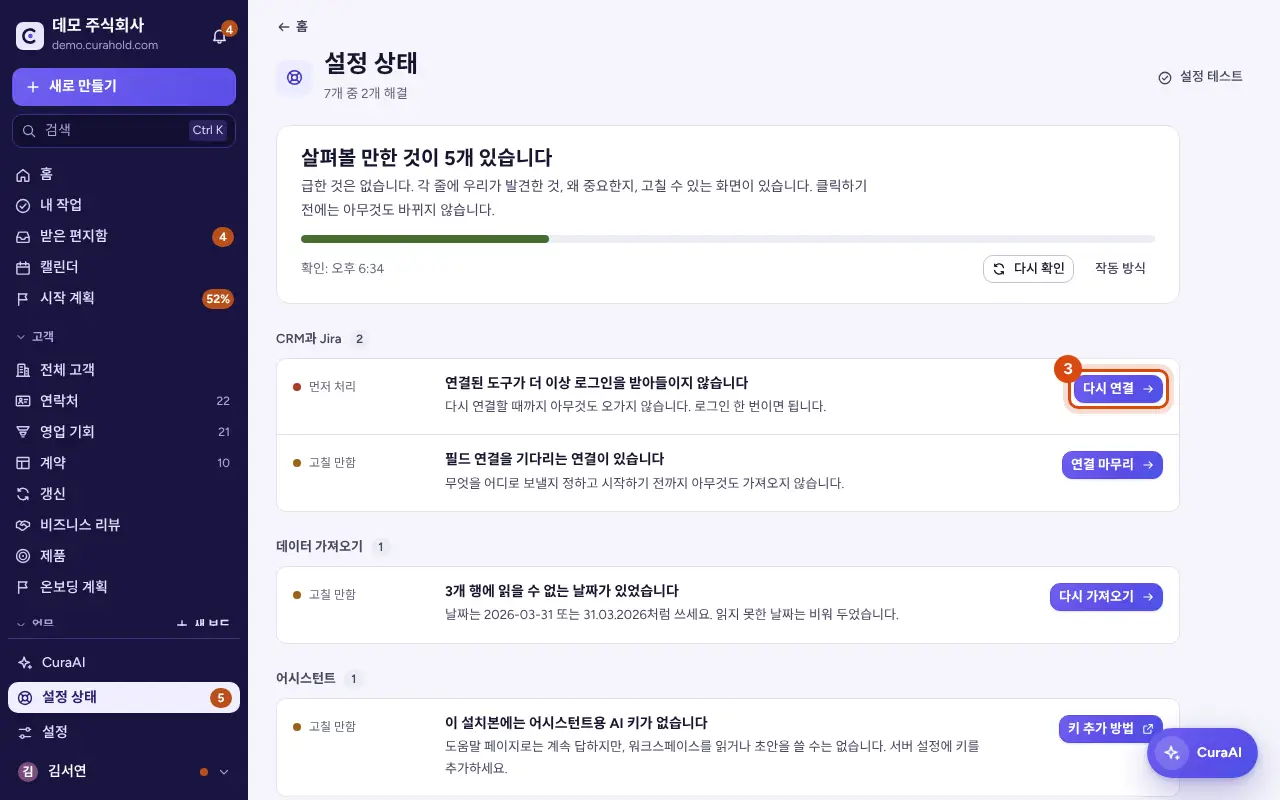 데모 주식회사
demo.curahold.com
4
새로 만들기
검색
Ctrl K
홈
내 작업
받은 편지함
4
캘린더
시작 계획
52%
고객
전체 고객
연락처
22
영업 기회
21
계약
10
갱신
비즈니스 리뷰
제품
온보딩 계획
업무
새 보드
CuraAI
설정 상태
5
설정
김
김서연
← 홈
설정 상태
7개 중 2개 해결
설정 테스트
살펴볼 만한 것이 5개 있습니다
급한 것은 없습니다. 각 줄에 우리가 발견한 것, 왜 중요한지, 고칠 수 있는 화면이 있습니다. 클릭하기
전에는 아무것도 바뀌지 않습니다.
확인: 오후 6:34
다시 확인
작동 방식
CRM과 Jira
2
먼저 처리
연결된 도구가 더 이상 로그인을 받아들이지 않습니다
다시 연결할 때까지 아무것도 오가지 않습니다. 로그인 한 번이면 됩니다.
3
다시 연결 →
고칠 만함
필드 연결을 기다리는 연결이 있습니다
무엇을 어디로 보낼지 정하고 시작하기 전까지 아무것도 가져오지 않습니다.
연결 마무리 →
데이터 가져오기
1
고칠 만함
3개 행에 읽을 수 없는 날짜가 있었습니다
날짜는 2026-03-31 또는 31.03.2026처럼 쓰세요. 읽지 못한 날짜는 비워 두었습니다.
다시 가져오기 →
어시스턴트
1
고칠 만함
이 설치본에는 어시스턴트용 AI 키가 없습니다
도움말 페이지로는 계속 답하지만, 워크스페이스를 읽거나 초안을 쓸 수는 없습니다. 서버 설정에 키를
추가하세요.
키 추가 방법
CuraAI